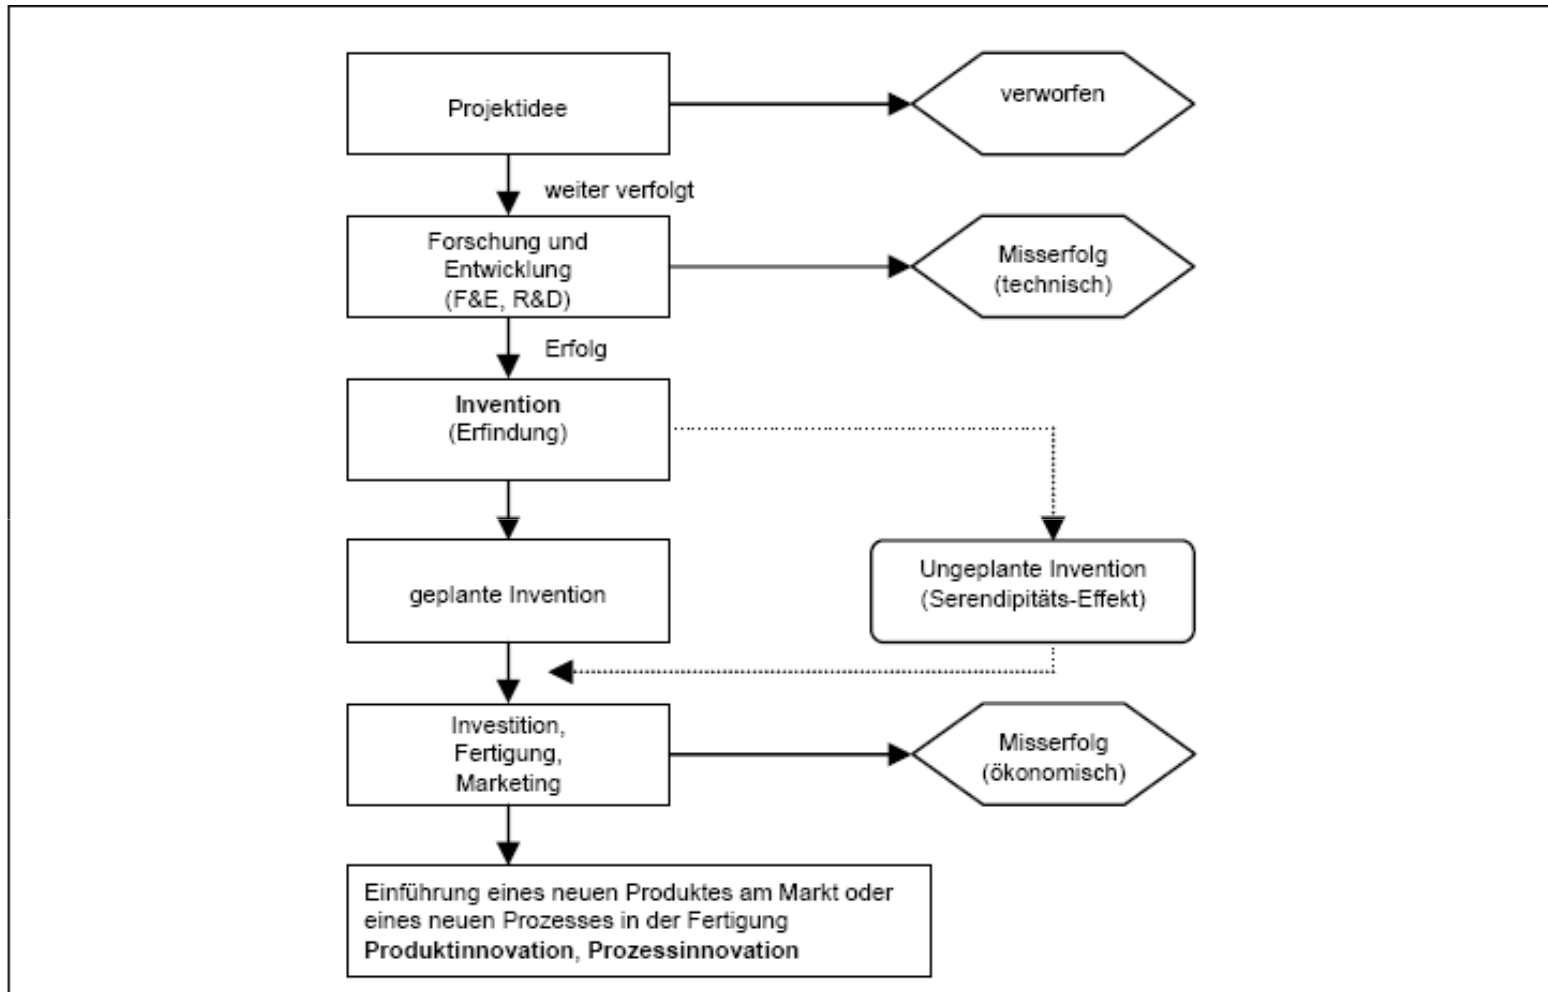 Projektidee
verworfen
weiter verfolgt
Forschung und
Entwicklung
(F&E, R&D)
Misserfolg
(technisch)
Erfolg
Invention
(Erfindung)
geplante Invention
Ungeplante Invention
(Serendipitäts-Effekt)
Investition,
Fertigung,
Marketing
Misserfolg
(ökonomisch)
Einführung eines neuen Produktes am Markt oder
eines neuen Prozesses in der Fertigung
Produktinnovation, Prozessinnovation